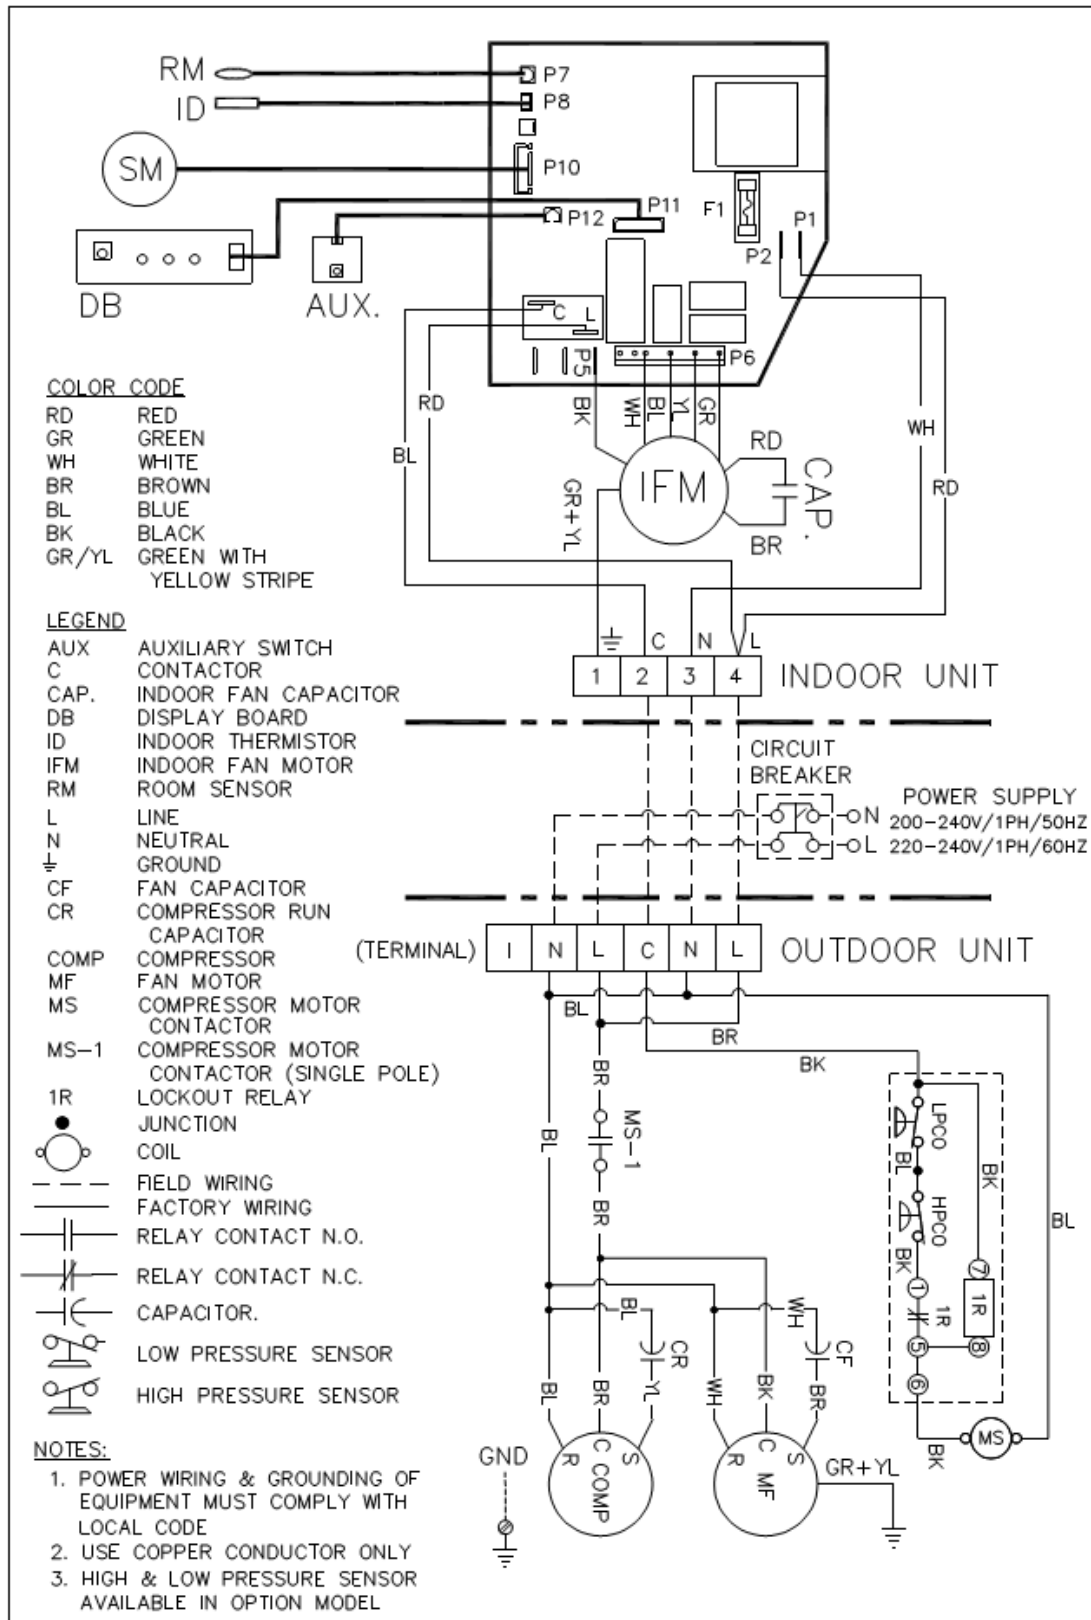 RM
P7
ID
P8
SM
P10
P12
P11
F1
P1
P2
DB
AUX.
C L
P5
P6
BK
WH
BL
YL
GR
RD
BL
WH
RD
IFM
RD
BR
CAP.
GR+YL
COLOR CODE
RD RED
GR GREEN
WH WHITE
BR BROWN
BL BLUE
BK BLACK
GR/YL GREEN WITH
YELLOW STRIPE
LEGEND
AUX AUXILIARY SWITCH
C CONTACTOR
CAP. INDOOR FAN CAPACITOR
DB DISPLAY BOARD
ID INDOOR THERMISTOR
IFM INDOOR FAN MOTOR
RM ROOM SENSOR
L LINE
N NEUTRAL
GROUND
CF FAN CAPACITOR
CR COMPRESSOR RUN
CAPACITOR
COMP COMPRESSOR
MF FAN MOTOR
MS COMPRESSOR MOTOR
CONTACTOR
MS-1 COMPRESSOR MOTOR
CONTACTOR (SINGLE POLE)
1R LOCKOUT RELAY
JUNCTION
COIL
FIELD WIRING
FACTORY WIRING
RELAY CONTACT N.O.
RELAY CONTACT N.C.
CAPACITOR.
LOW PRESSURE SENSOR
HIGH PRESSURE SENSOR
NOTES:
1. POWER WIRING & GROUNDING OF
EQUIPMENT MUST COMPLY WITH
LOCAL CODE
2. USE COPPER CONDUCTOR ONLY
3. HIGH & LOW PRESSURE SENSOR
AVAILABLE IN OPTION MODEL
C N L
1 2 3 4 INDOOR UNIT
CIRCUIT
BREAKER
POWER SUPPLY
N 200-240V/1PH/50HZ
L 220-240V/1PH/60HZ
(TERMINAL) I N L C N L OUTDOOR UNIT
BL
BR
BK
BR
MS-1
BL
BR
LPCO
BL
BK
HPCO
BK
BL
7
1
1R
1R
5
8
6
BL
CR
WH
CF
BL
BR
YL
WH
BK
BR
MS
BK
GND
R C S
COMP
R C S
MF
GR+YL